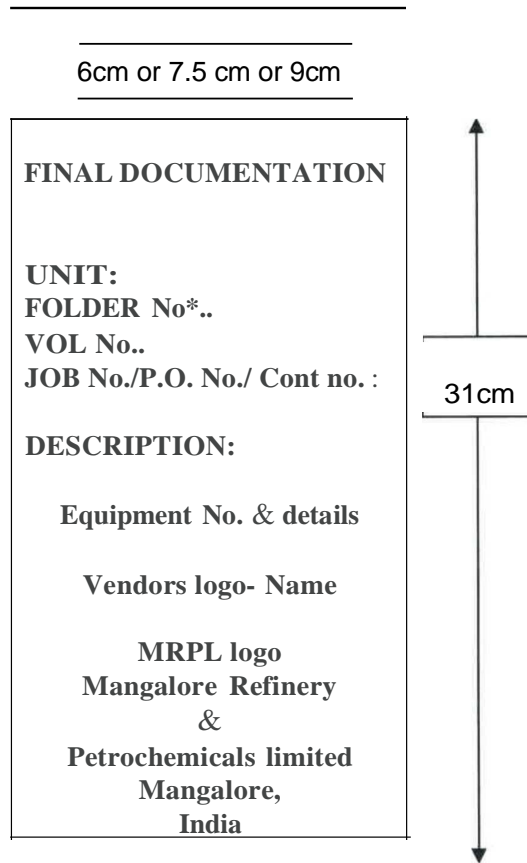 6cm or 7.5 cm or 9cm
FINAL DOCUMENTATION
UNIT:
FOLDER No*..
VOL No..
JOB No./P.O. No./ Cont no. :
31cm
DESCRIPTION:
Equipment No. & details
Vendors logo- Name
MRPL logo
Mangalore Refinery
&
Petrochemicals limited
Mangalore,
India